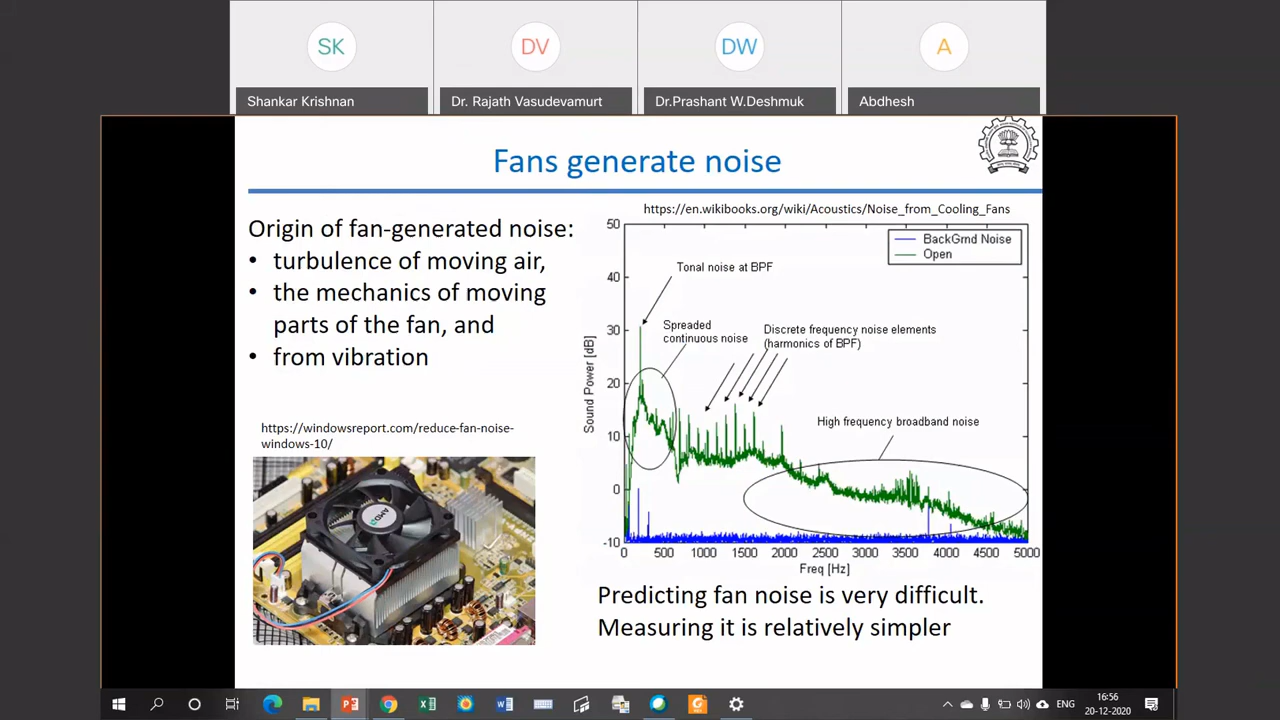 SK
DV
DW
A
Shankar Krishnan
Dr. Rajath Vasudevamurt
Dr.Prashant W.Deshmuk
Abdhesh
Fans generate noise
Origin of fan-generated noise:
• turbulence of moving air,
• the mechanics of moving
parts of the fan, and
• from vibration
https://windowsreport.com/reduce-fan-noise-
windows-10/
AMD
https://en.wikibooks.org/wiki/Acoustics/Noise_from_Cooling_Fans
50
40
30
20
10
0
-10
Sound Power [dB]
BackGrnd Noise
Open
Tonal noise at BPF
Spreaded
continuous noise
Discrete frequency noise elements
(harmonics of BPF)
High frequency broadband noise
0 500 1000 1500 2000 2500 3000 3500 4000 4500 5000
Freq [Hz]
Predicting fan noise is very difficult.
Measuring it is relatively simpler
ENG
16:56
20-12-2020